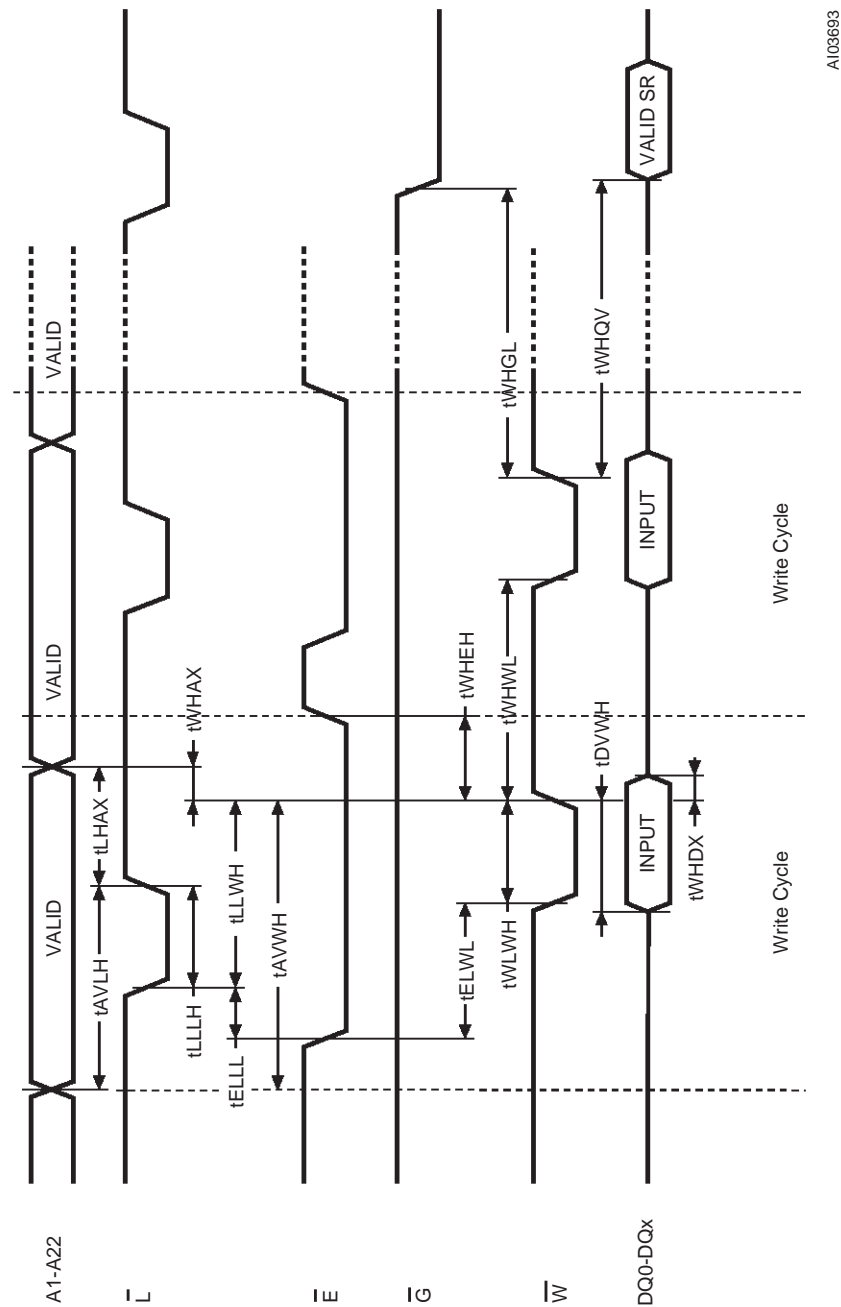 A1-A22
VALID
VALID
VALID
tAVLH
tLHAX
L
tLLLH
tWHAX
tELLL
tLLWH
tAVWH
E
G
tELWL
tWHEH
tWLWH
tWHWL
tWHGL
W
tDVWH
tWHQV
DQ0-DQx
INPUT
INPUT
VALID SR
tWHDX
Write Cycle
Write Cycle
AI03693